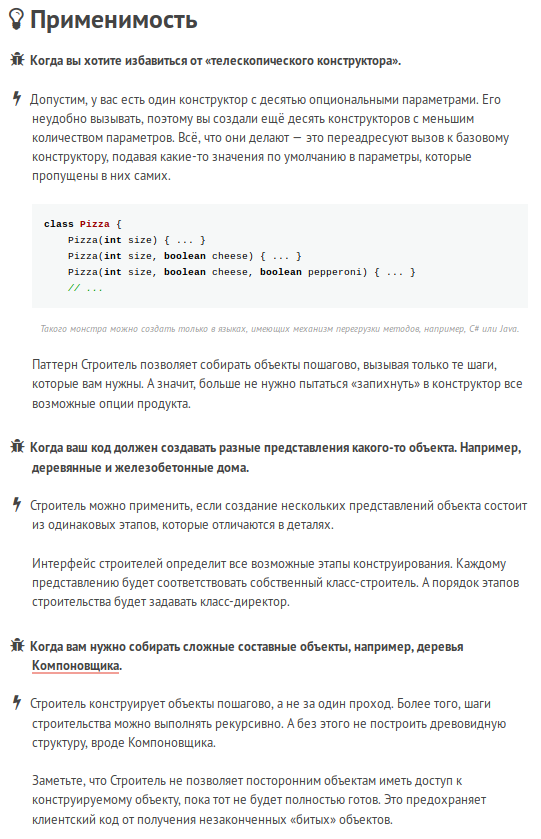 Применимость
Когда вы хотите избавиться от «телескопического конструктора».
Допустим, у вас есть один конструктор с десятью опциональными параметрами. Его
неудобно вызывать, поэтому вы создали ещё десять конструкторов с меньшим
количеством параметров. Всё, что они делают — это переадресуют вызов к базовому
конструктору, подавая какие-то значения по умолчанию в параметры, которые
пропущены в них самих.
class Pizza {
    Pizza(int size) { ... }
    Pizza(int size, boolean cheese) { ... }
    Pizza(int size, boolean cheese, boolean pepperoni) { ... }
    // ...
Такого монстра можно создать только в языках, имеющих механизм перегрузки методов, например, C# или Java.
Паттерн Строитель позволяет собирать объекты пошагово, вызывая только те шаги,
которые вам нужны. А значит, больше не нужно пытаться «запихнуть» в конструктор все
возможные опции продукта.
Когда ваш код должен создавать разные представления какого-то объекта. Например,
деревянные и железобетонные дома.
Строитель можно применить, если создание нескольких представлений объекта состоит
из одинаковых этапов, которые отличаются в деталях.
Интерфейс строителей определит все возможные этапы конструирования. Каждому
представлению будет соответствовать собственный класс-строитель. А порядок этапов
строительства будет задавать класс-директор.
Когда вам нужно собирать сложные составные объекты, например, деревья
Компоновщика.
Строитель конструирует объекты пошагово, а не за один проход. Более того, шаги
строительства можно выполнять рекурсивно. А без этого не построить древовидную
структуру, вроде Компоновщика.
Заметьте, что Строитель не позволяет посторонним объектам иметь доступ к
конструируемому объекту, пока тот не будет полностью готов. Это предохраняет
клиентский код от получения незаконченных «битых» объектов.